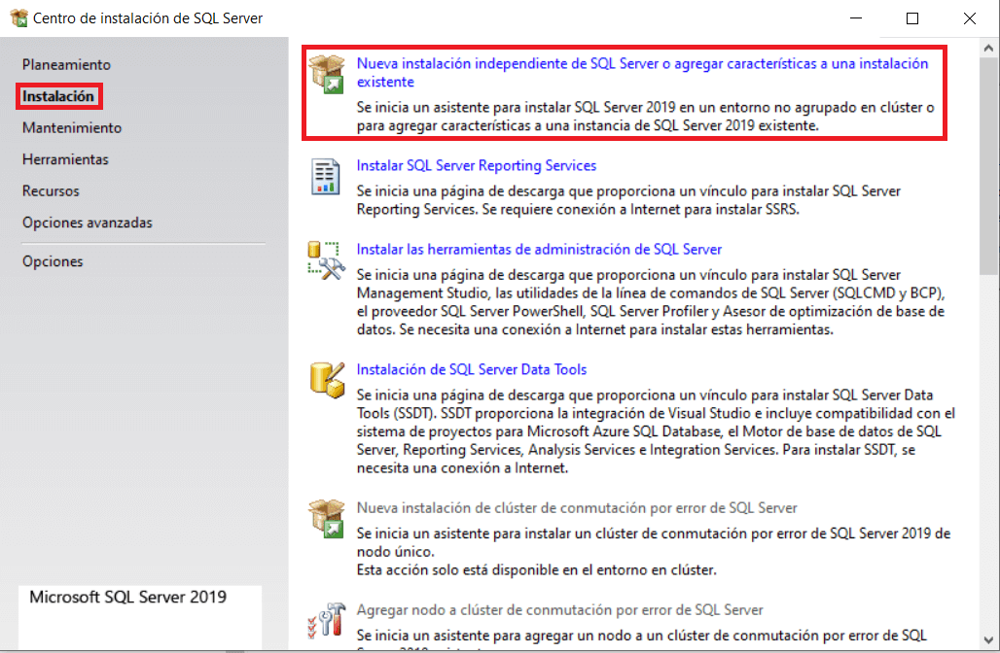 Centro de instalación de SQL Server
Planeamiento
Instalación
Mantenimiento
Herramientas
Recursos
Opciones avanzadas
Opciones
Microsoft SQL Server 2019
Nueva instalación independiente de SQL Server o agregar características a una instalación
existente
Se inicia un asistente para instalar SQL Server 2019 en un entorno no agrupado en clúster o
para agregar características a una instancia de SQL Server 2019 existente.
Instalar SQL Server Reporting Services
Se inicia una página de descarga que proporciona un vínculo para instalar SQL Server
Reporting Services. Se requiere conexión a Internet para instalar SSRS.
Instalar las herramientas de administración de SQL Server
Se inicia una página de descarga que proporciona un vínculo para instalar SQL Server
Management Studio, las utilidades de la línea de comandos de SQL Server (SQLCMD y BCP),
el proveedor SQL Server PowerShell, SQL Server Profiler y Asesor de optimización de base de
datos. Se necesita una conexión a Internet para instalar estas herramientas.
Instalación de SQL Server Data Tools
Se inicia una página de descarga que proporciona un vínculo para instalar SQL Server Data
Tools (SSDT). SSDT proporciona la integración de Visual Studio e incluye compatibilidad con el
sistema de proyectos para Microsoft Azure SQL Database, el Motor de base de datos de SQL
Server, Reporting Services, Analysis Services e Integration Services. Para instalar SSDT, se
necesita una conexión a Internet.
Nueva instalación de clúster de conmutación por error de SQL Server
Se inicia un asistente para instalar un clúster de conmutación por error de SQL Server 2019 de
nodo único.
Esta acción solo está disponible en el entorno en clúster.
Agregar nodo a clúster de conmutación por error de SQL Server
Se inicia un asistente para agregar un nodo a un clúster de conmutación por error de SQL